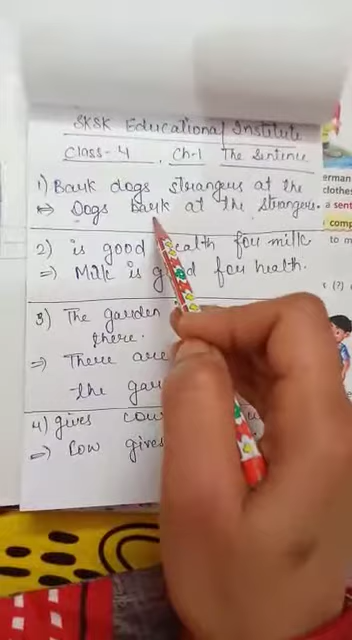 SKSK Educational Institute
Class-4, Ch-1 The Sentence
1) Bark dogs strangers at the
=> Dogs bark at the strangers.
2) is good health for milk
=> Milk is good for health.
3) The garden
there.
=> There are
the
4) gives
=> Cow gives
erman
clothes
a sent
comp
to m
s (?)